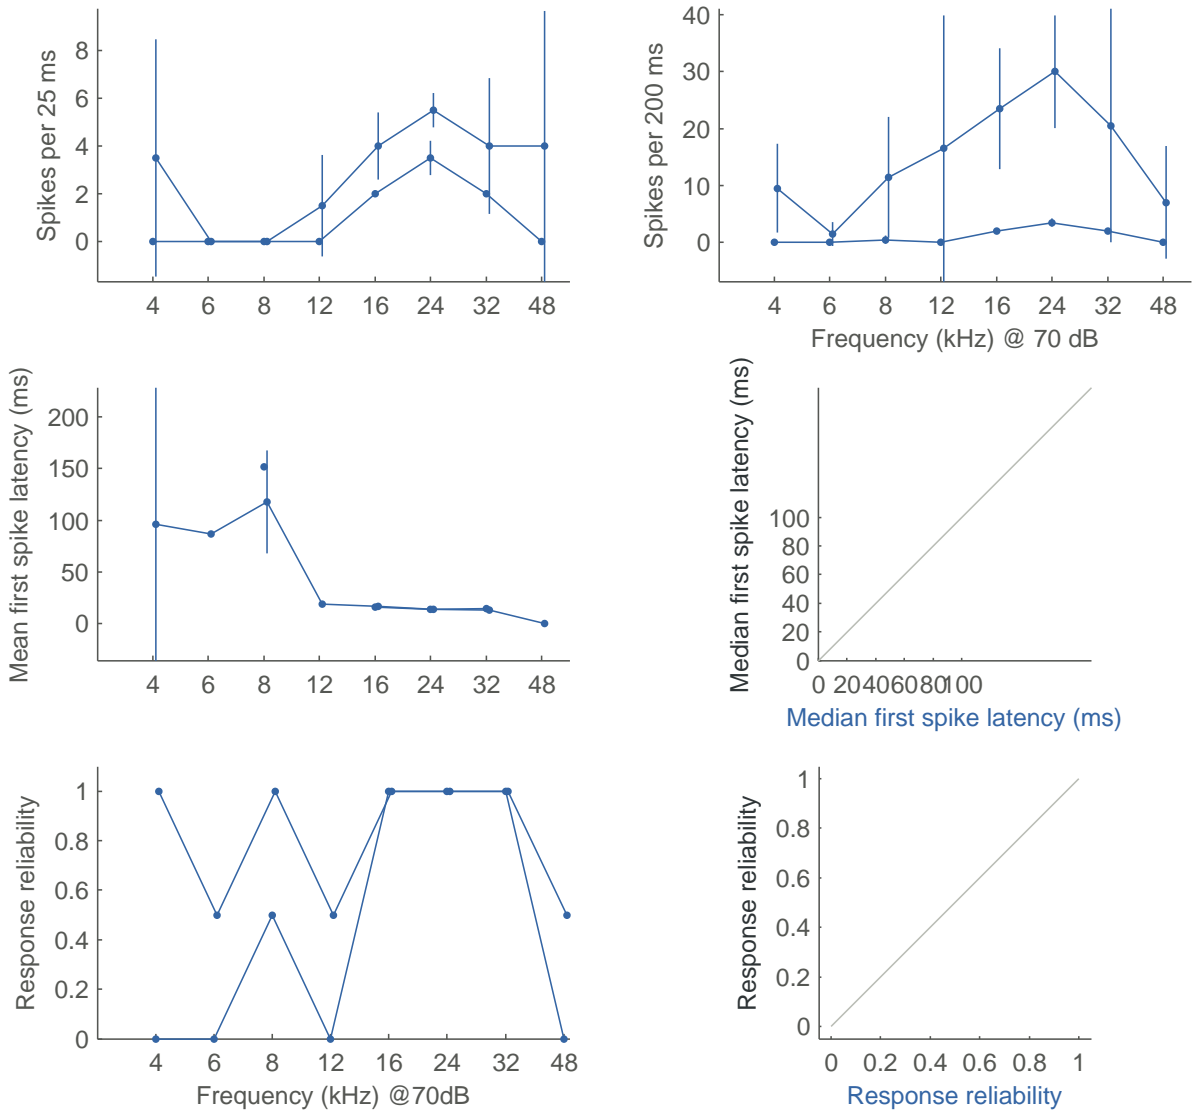 Spikes per 25 ms
8
6
4
2
0
4 6 8 12 16 24 32 48
Spikes per 200 ms
40
30
20
10
0
4 6 8 12 16 24 32 48
Frequency (kHz) @ 70 dB
Mean first spike latency (ms)
200
150
100
50
0
4 6 8 12 16 24 32 48
Median first spike latency (ms)
100
80
60
40
20
0
0 20 40 60 80 100
Median first spike latency (ms)
Response reliability
1
0.8
0.6
0.4
0.2
0
4 6 8 12 16 24 32 48
Frequency (kHz) @70dB
Response reliability
1
0.8
0.6
0.4
0.2
0
0 0.2 0.4 0.6 0.8 1
Response reliability